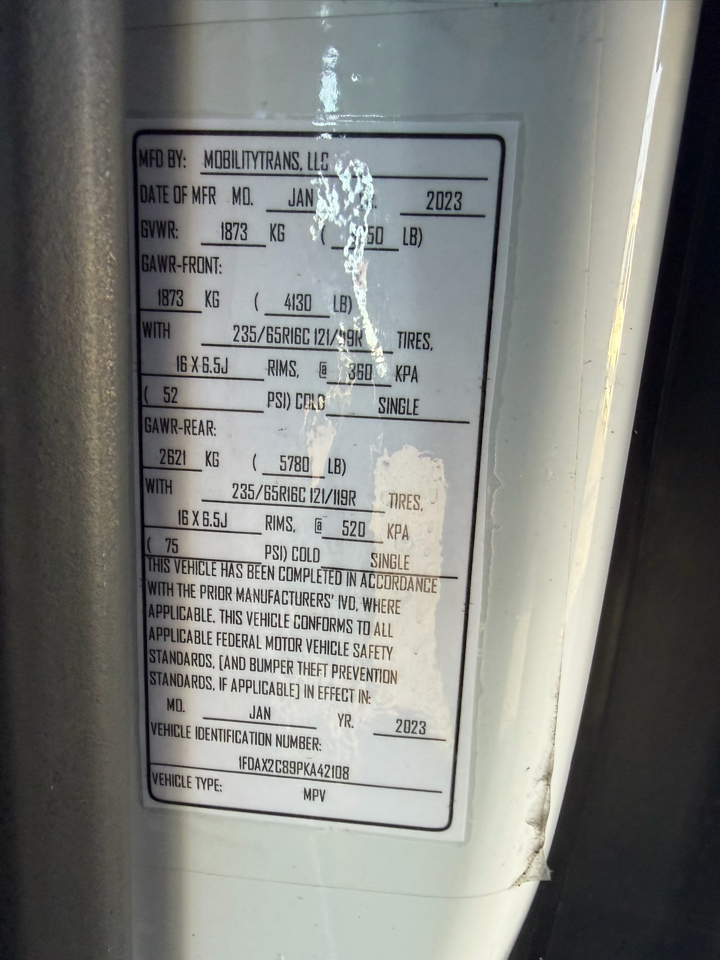 MFD BY: MOBILITYTRANS, LLC
DATE OF MFR MO. JAN 2023
GVWR: 1873 KG ( 50 LB)
GAWR-FRONT:
1873 KG ( 4130 LB)
WITH 235/65R16C 121/119R TIRES,
16 X 6.5J RIMS, @ 360 KPA
( 52 PSI) COLD SINGLE
GAWR-REAR:
2621 KG ( 5780 LB)
WITH 235/65R16C 121/119R TIRES,
16 X 6.5J RIMS, @ 520 KPA
( 75 PSI) COLD SINGLE
THIS VEHICLE HAS BEEN COMPLETED IN ACCORDANCE
WITH THE PRIOR MANUFACTURERS' IVD, WHERE
APPLICABLE. THIS VEHICLE CONFORMS TO ALL
APPLICABLE FEDERAL MOTOR VEHICLE SAFETY
STANDARDS, [AND BUMPER THEFT PREVENTION
STANDARDS, IF APPLICABLE] IN EFFECT IN:
MO. JAN YR. 2023
VEHICLE IDENTIFICATION NUMBER:
1FDAX2C89PKA42108
VEHICLE TYPE: MPV